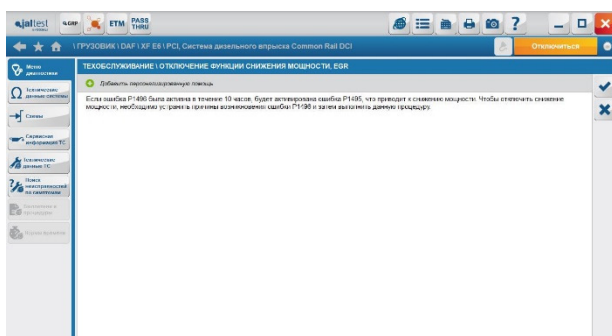 jaltest GRP ETM PASS
THRU
\ ГРУЗОВИК \ DAF \ XF E6 \ PCI, Система дизельного впрыска Common Rail DCI
Отключиться
Меню
диагностики
ТЕХОБСЛУЖИВАНИЕ \ ОТКЛЮЧЕНИЕ ФУНКЦИИ СНИЖЕНИЯ МОЩНОСТИ, EGR
Добавить персонализированную помощь
Если ошибка P1496 была активна в течение 10 часов, будет активирована ошибка P1495, что приводит к снижению мощности. Чтобы отключить снижение
мощности, необходимо устранить причины возникновения ошибки P1496 и затем выполнить данную процедуру.
Технические
данные системы
Схемы
Сервисная
информация ТС
Технические
данные ТС
Поиск
неисправностей
по симптомам